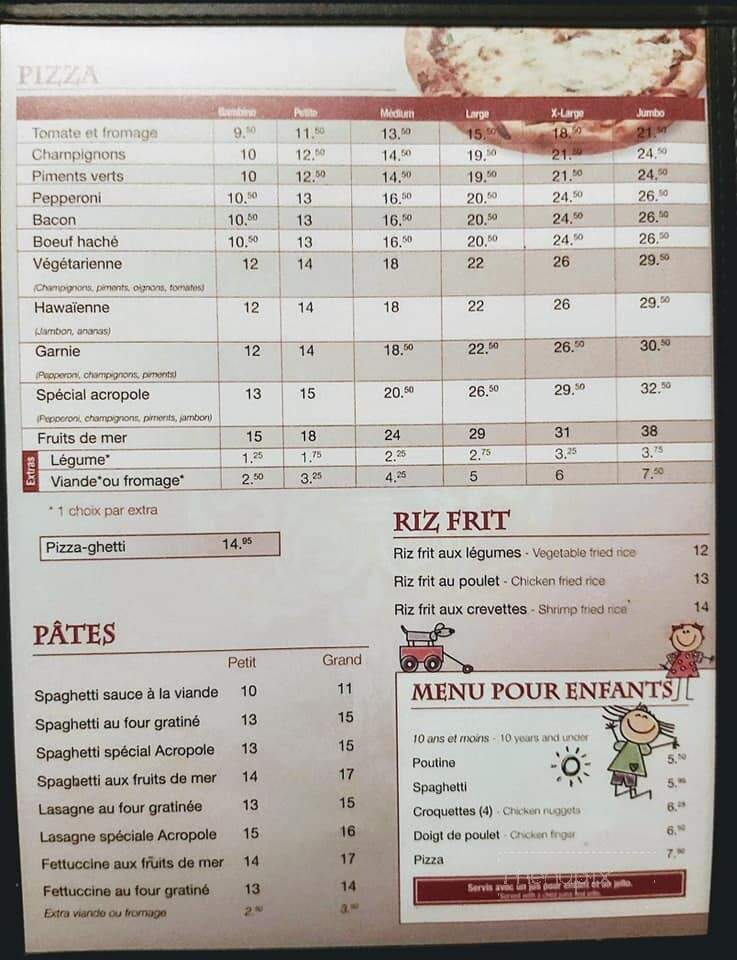 PIZZA
Bambino Petite Médium Large X-Large Jumbo
Tomate et fromage 9.50 11.50 13.50 15.50 18.50 21.50
Champignons 10 12.50 14.50 19.50 21.50 24.50
Piments verts 10 12.50 14.50 19.50 21.50 24.50
Pepperoni 10.50 13 16.50 20.50 24.50 26.50
Bacon 10.50 13 16.50 20.50 24.50 26.50
Boeuf haché 10.50 13 16.50 20.50 24.50 26.50
Végétarienne 12 14 18 22 26 29.50
(Champignons, piments, oignons, tomates)
Hawaïenne 12 14 18 22 26 29.50
(Jambon, ananas)
Garnie 12 14 18.50 22.50 26.50 30.50
(Pepperoni, champignons, piments)
Spécial acropole 13 15 20.50 26.50 29.50 32.50
(Pepperoni, champignons, piments, jambon)
Fruits de mer 15 18 24 29 31 38
Extras
Légume* 1.25 1.75 2.25 2.75 3.25 3.75
Viande*ou fromage* 2.50 3.25 4.25 5 6 7.50
* 1 choix par extra
Pizza-ghetti 14.95
RIZ FRIT
Riz frit aux légumes - Vegetable fried rice 12
Riz frit au poulet - Chicken fried rice 13
Riz frit aux crevettes - Shrimp fried rice 14
PÂTES
Petit Grand
Spaghetti sauce à la viande 10 11
Spaghetti au four gratiné 13 15
Spaghetti spécial Acropole 13 15
Spaghetti aux fruits de mer 14 17
Lasagne au four gratinée 13 15
Lasagne spéciale Acropole 15 16
Fettuccine aux fruits de mer 14 17
Fettuccine au four gratiné 13 14
Extra viande ou fromage
MENU POUR ENFANTS
10 ans et moins - 10 years and under
Poutine
Spaghetti
Croquettes (4) - Chicken nuggets
Doigt de poulet - Chicken finger
Pizza
menupix
Servis avec un jus pour enfant et un jello.